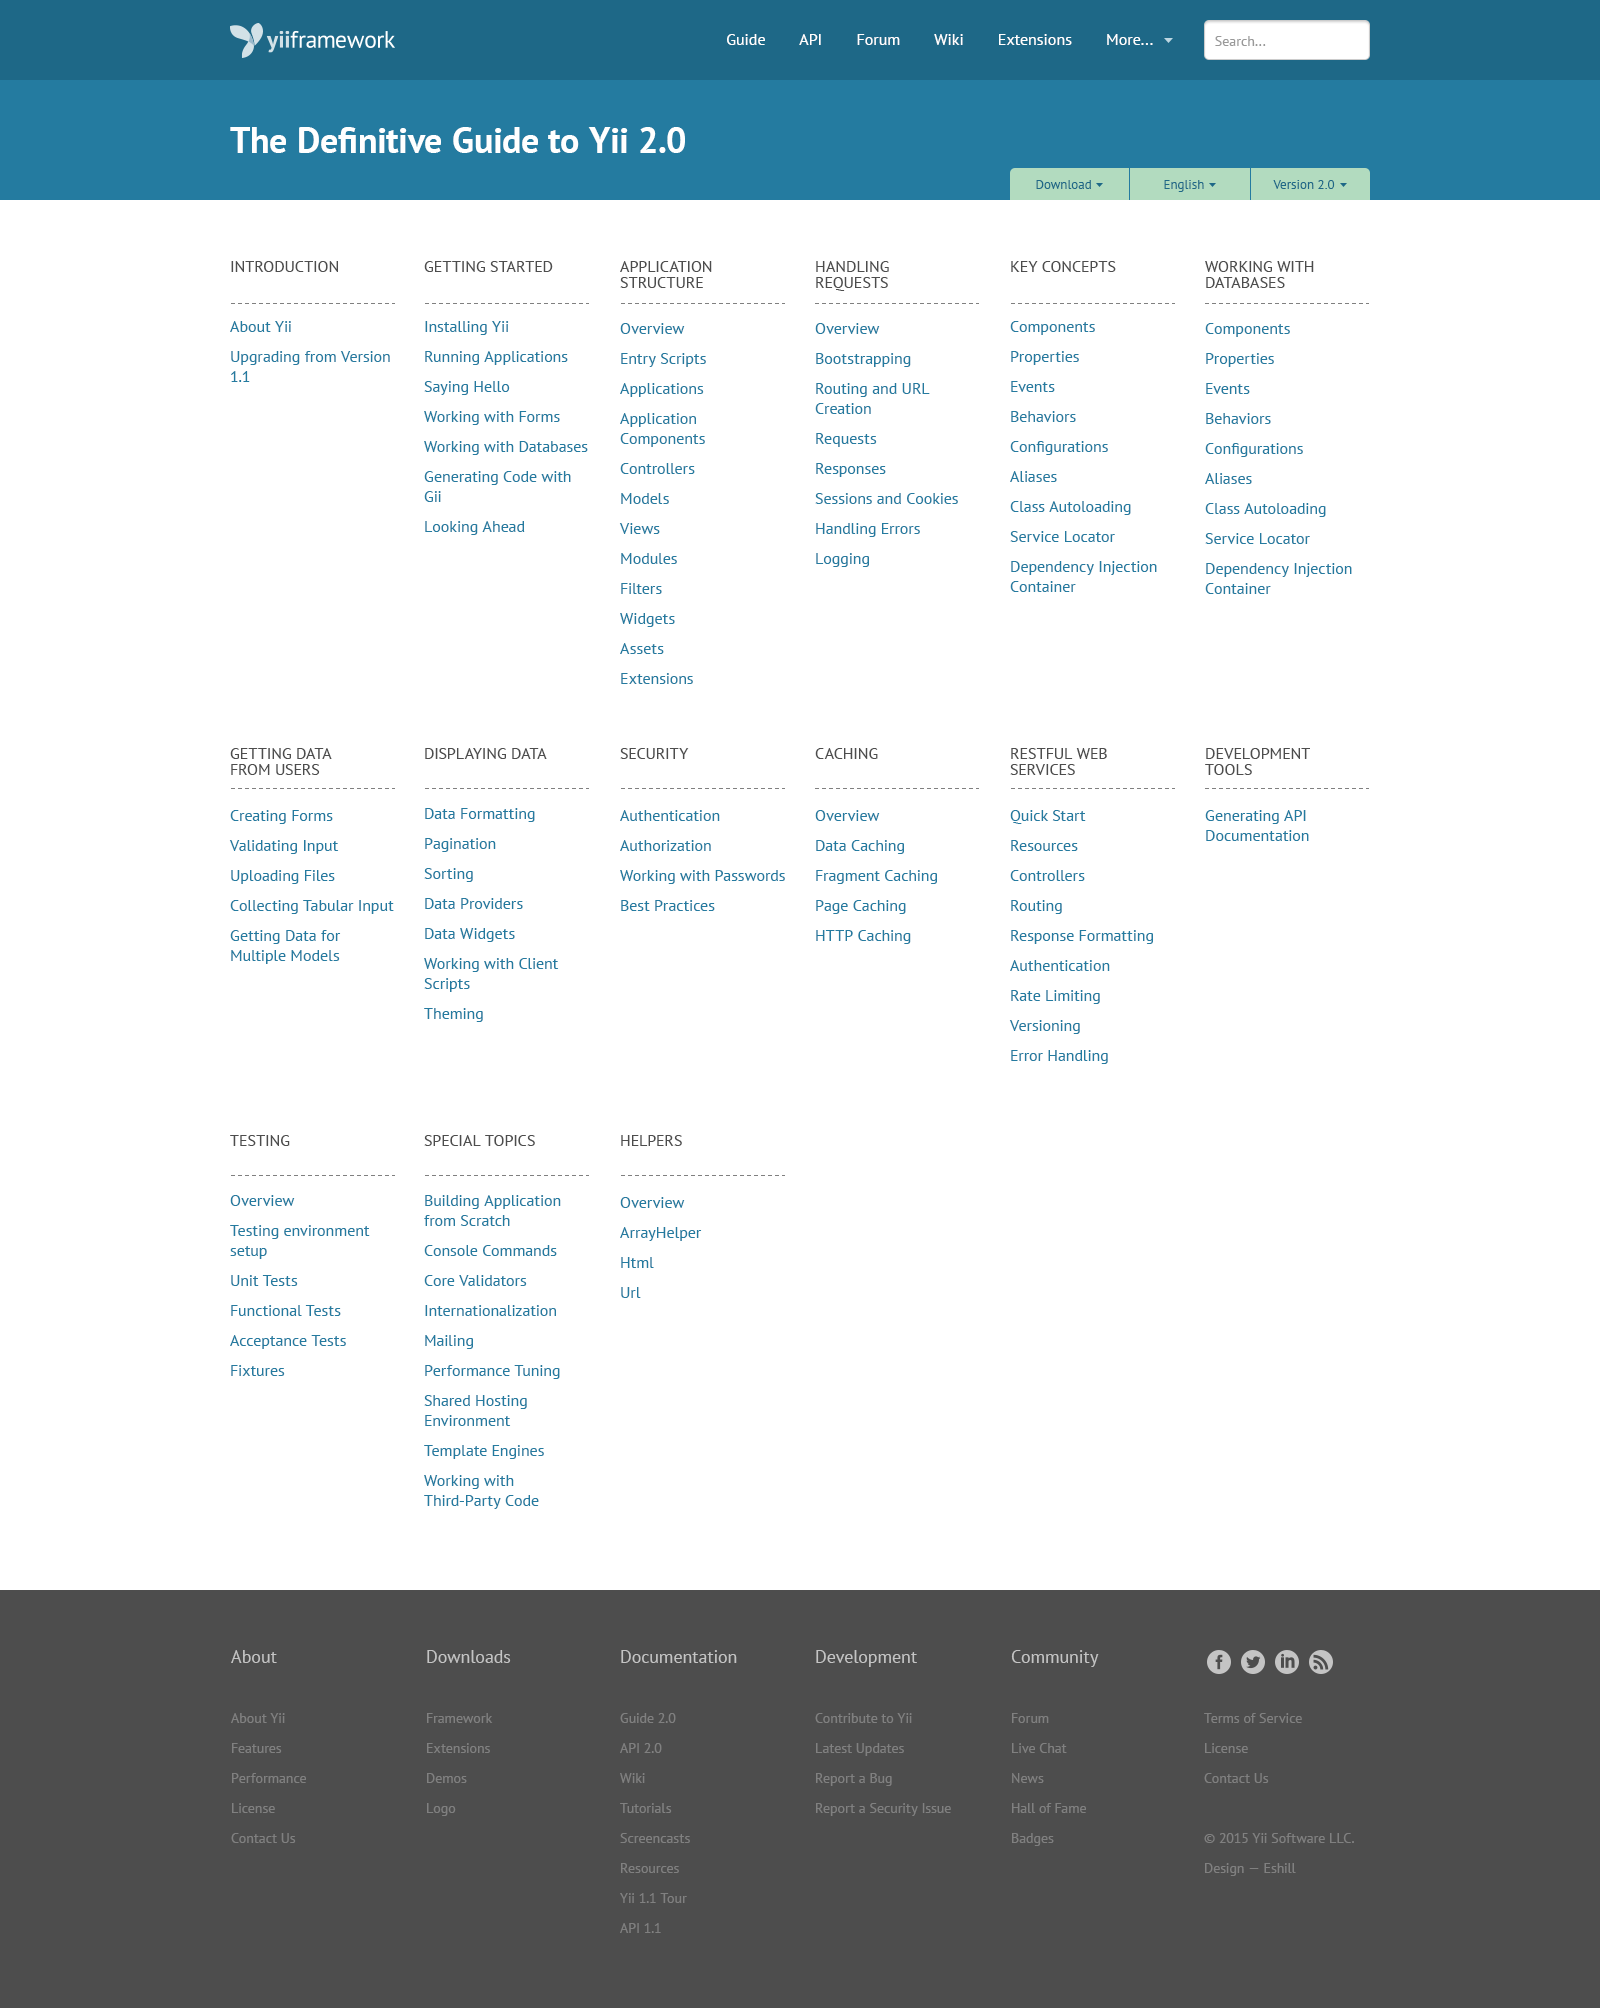 yiiframework
Guide
API
Forum
Wiki
Extensions
More...
Search...
The Definitive Guide to Yii 2.0
Download
English
Version 2.0
INTRODUCTION
About Yii
Upgrading from Version
1.1
GETTING STARTED
Installing Yii
Running Applications
Saying Hello
Working with Forms
Working with Databases
Generating Code with
Gii
Looking Ahead
APPLICATION
STRUCTURE
Overview
Entry Scripts
Applications
Application
Components
Controllers
Models
Views
Modules
Filters
Widgets
Assets
Extensions
HANDLING
REQUESTS
Overview
Bootstrapping
Routing and URL
Creation
Requests
Responses
Sessions and Cookies
Handling Errors
Logging
KEY CONCEPTS
Components
Properties
Events
Behaviors
Configurations
Aliases
Class Autoloading
Service Locator
Dependency Injection
Container
WORKING WITH
DATABASES
Components
Properties
Events
Behaviors
Configurations
Aliases
Class Autoloading
Service Locator
Dependency Injection
Container
GETTING DATA
FROM USERS
Creating Forms
Validating Input
Uploading Files
Collecting Tabular Input
Getting Data for
Multiple Models
DISPLAYING DATA
Data Formatting
Pagination
Sorting
Data Providers
Data Widgets
Working with Client
Scripts
Theming
SECURITY
Authentication
Authorization
Working with Passwords
Best Practices
CACHING
Overview
Data Caching
Fragment Caching
Page Caching
HTTP Caching
RESTFUL WEB
SERVICES
Quick Start
Resources
Controllers
Routing
Response Formatting
Authentication
Rate Limiting
Versioning
Error Handling
DEVELOPMENT
TOOLS
Generating API
Documentation
TESTING
Overview
Testing environment
setup
Unit Tests
Functional Tests
Acceptance Tests
Fixtures
SPECIAL TOPICS
Building Application
from Scratch
Console Commands
Core Validators
Internationalization
Mailing
Performance Tuning
Shared Hosting
Environment
Template Engines
Working with
Third-Party Code
HELPERS
Overview
ArrayHelper
Html
Url
About
About Yii
Features
Performance
License
Contact Us
Downloads
Framework
Extensions
Demos
Logo
Documentation
Guide 2.0
API 2.0
Wiki
Tutorials
Screencasts
Resources
Yii 1.1 Tour
API 1.1
Development
Contribute to Yii
Latest Updates
Report a Bug
Report a Security Issue
Community
Forum
Live Chat
News
Hall of Fame
Badges
Terms of Service
License
Contact Us
© 2015 Yii Software LLC.
Design — Eshill